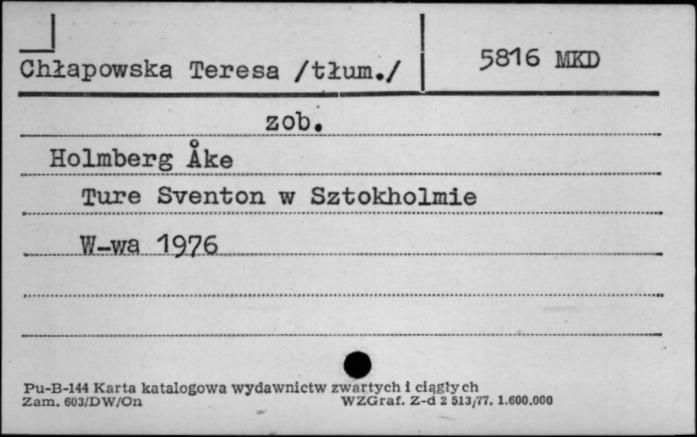 Chłapowska Teresa /tłum./
5816 MKD
zob.
Holmberg Åke
Ture Sventon w Sztokholmie
W-wa 1976
Pu-B-144 Karta katalogowa wydawnictw zwartych i ciągłych
Zam. 603/DW/On WZGraf. Z-d 2 513/77. 1.600.000